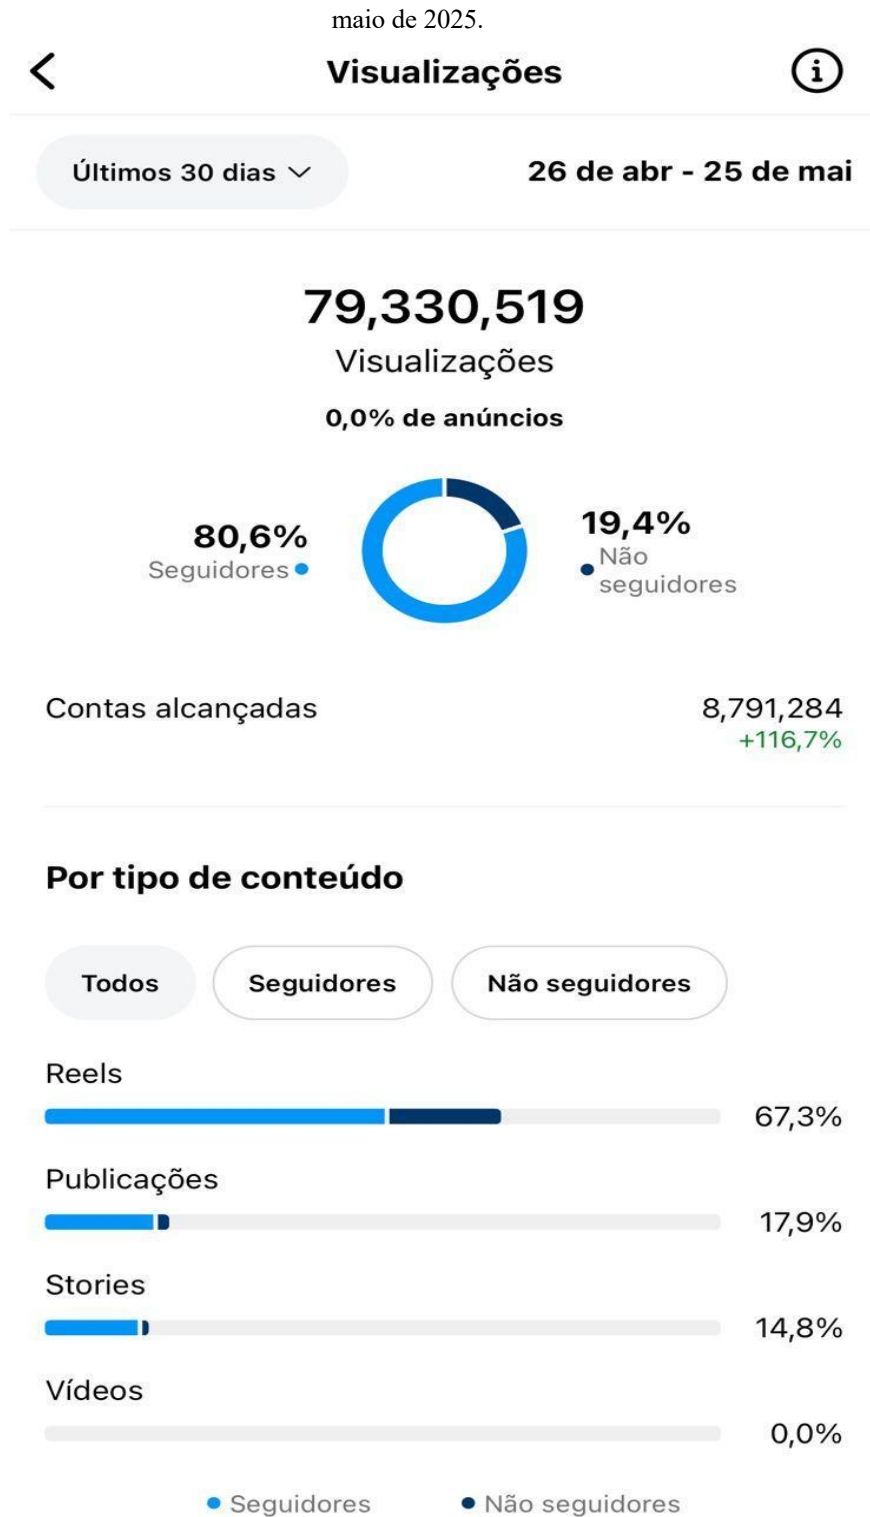 maio de 2025.
Visualizações
i
Últimos 30 dias
26 de abr - 25 de mai
79,330,519
Visualizações
0,0% de anúncios
80,6%
Seguidores
19,4%
Não
seguidores
Contas alcançadas
8,791,284
+116,7%
Por tipo de conteúdo
Todos
Seguidores
Não seguidores
Reels
67,3%
Publicações
17,9%
Stories
14,8%
Vídeos
0,0%
Seguidores
Não seguidores